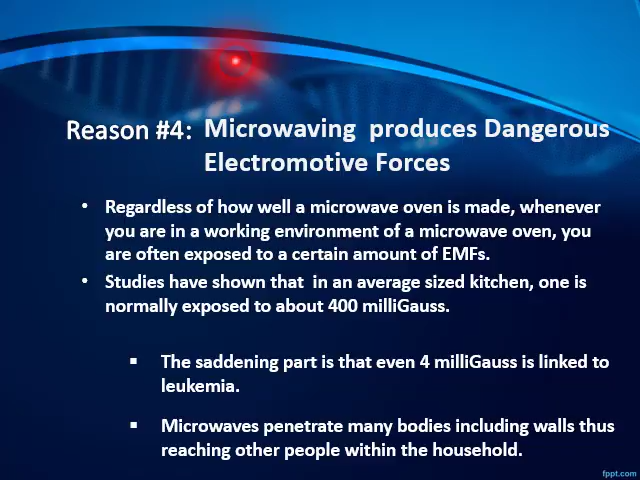 Reason #4: Microwaving produces Dangerous
Electromotive Forces
• Regardless of how well a microwave oven is made, whenever
you are in a working environment of a microwave oven, you
are often exposed to a certain amount of EMFs.
• Studies have shown that in an average sized kitchen, one is
normally exposed to about 400 milliGauss.
▪ The saddening part is that even 4 milliGauss is linked to
leukemia.
▪ Microwaves penetrate many bodies including walls thus
reaching other people within the household.
fppt.com